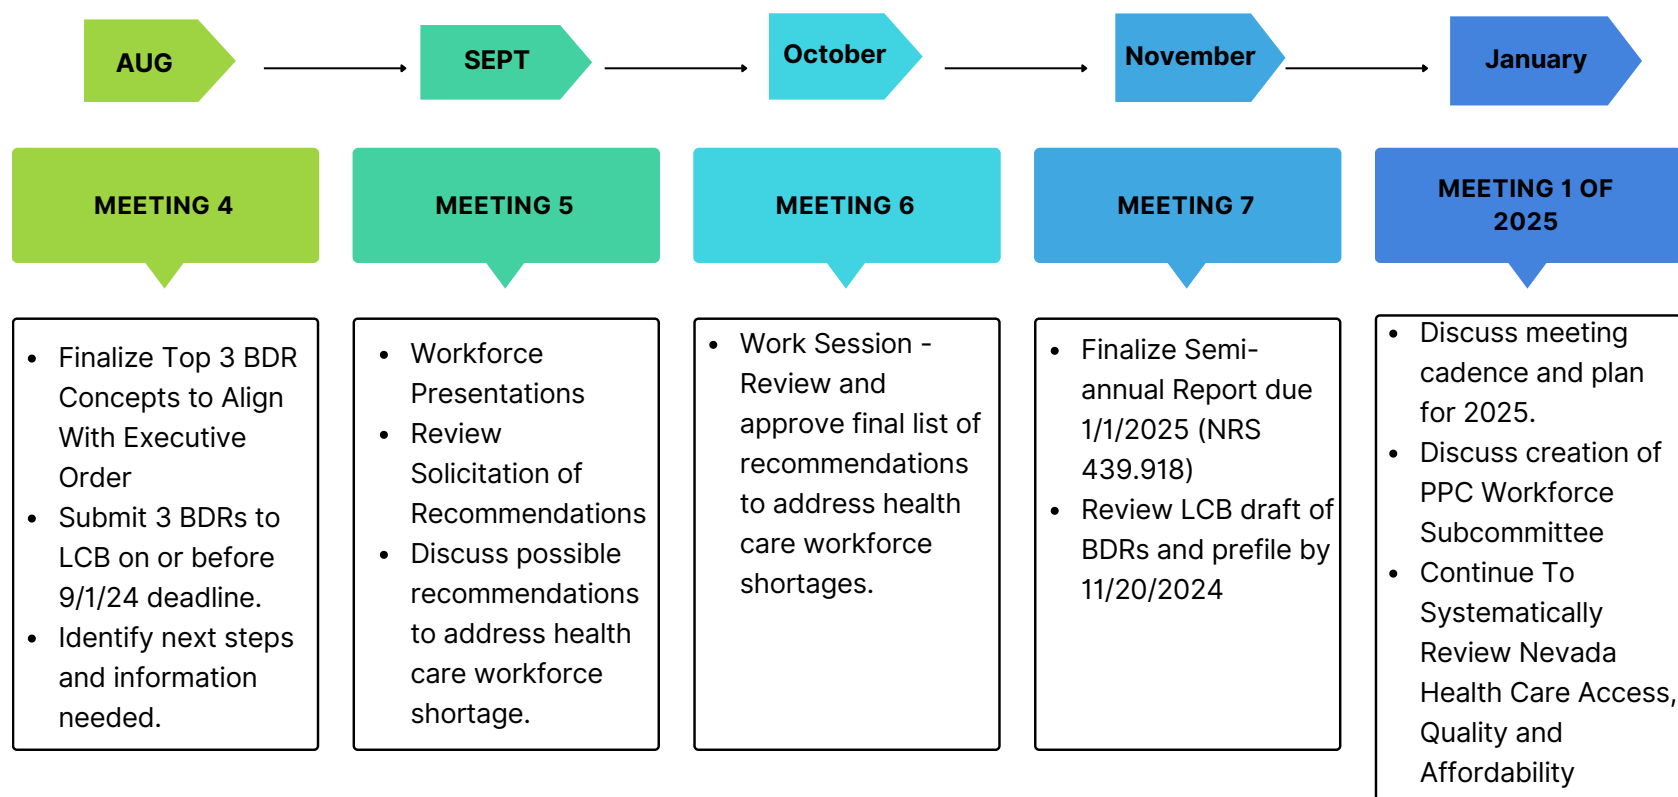 AUG
SEPT
October
November
January
MEETING 4
MEETING 5
MEETING 6
MEETING 7
MEETING 1 OF
2025
• Finalize Top 3 BDR
Concepts to Align
With Executive
Order
• Submit 3 BDRs to
LCB on or before
9/1/24 deadline.
• Identify next steps
and information
needed.
• Workforce
Presentations
• Review
Solicitation of
Recommendations
• Discuss possible
recommendations
to address health
care workforce
shortage.
• Work Session -
Review and
approve final list of
recommendations
to address health
care workforce
shortages.
• Finalize Semi-
annual Report due
1/1/2025 (NRS
439.918)
• Review LCB draft of
BDRs and prefile by
11/20/2024
• Discuss meeting
cadence and plan
for 2025.
• Discuss creation of
PPC Workforce
Subcommittee
• Continue To
Systematically
Review Nevada
Health Care Access,
Quality and
Affordability